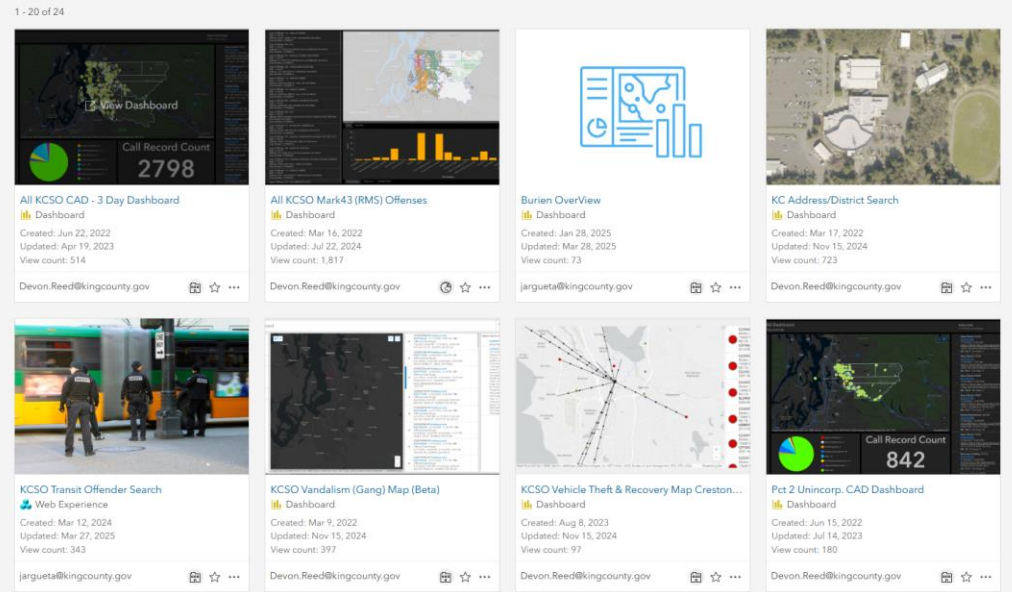 1 - 20 of 24
View Dashboard
Call Record Count
2798
All KCSO CAD - 3 Day Dashboard
Dashboard
Created: Jun 22, 2022
Updated: Apr 19, 2023
View count: 514
Devon.Reed@kingcounty.gov
All KCSO Mark43 (RMS) Offenses
Dashboard
Created: Mar 16, 2022
Updated: Jul 22, 2024
View count: 1,817
Devon.Reed@kingcounty.gov
Burien OverView
Dashboard
Created: Jan 28, 2025
Updated: Mar 28, 2025
View count: 73
jargueta@kingcounty.gov
KC Address/District Search
Dashboard
Created: Mar 17, 2022
Updated: Nov 15, 2024
View count: 723
Devon.Reed@kingcounty.gov
KCSO Transit Offender Search
Web Experience
Created: Mar 12, 2024
Updated: Mar 27, 2025
View count: 343
jargueta@kingcounty.gov
KCSO Vandalism (Gang) Map (Beta)
Dashboard
Created: Mar 9, 2022
Updated: Nov 15, 2024
View count: 397
Devon.Reed@kingcounty.gov
KCSO Vehicle Theft & Recovery Map Creston...
Dashboard
Created: Aug 8, 2023
Updated: Nov 15, 2024
View count: 97
Devon.Reed@kingcounty.gov
Call Record Count
842
Pct 2 Unincorp. CAD Dashboard
Dashboard
Created: Jun 15, 2022
Updated: Jul 14, 2023
View count: 180
Devon.Reed@kingcounty.gov